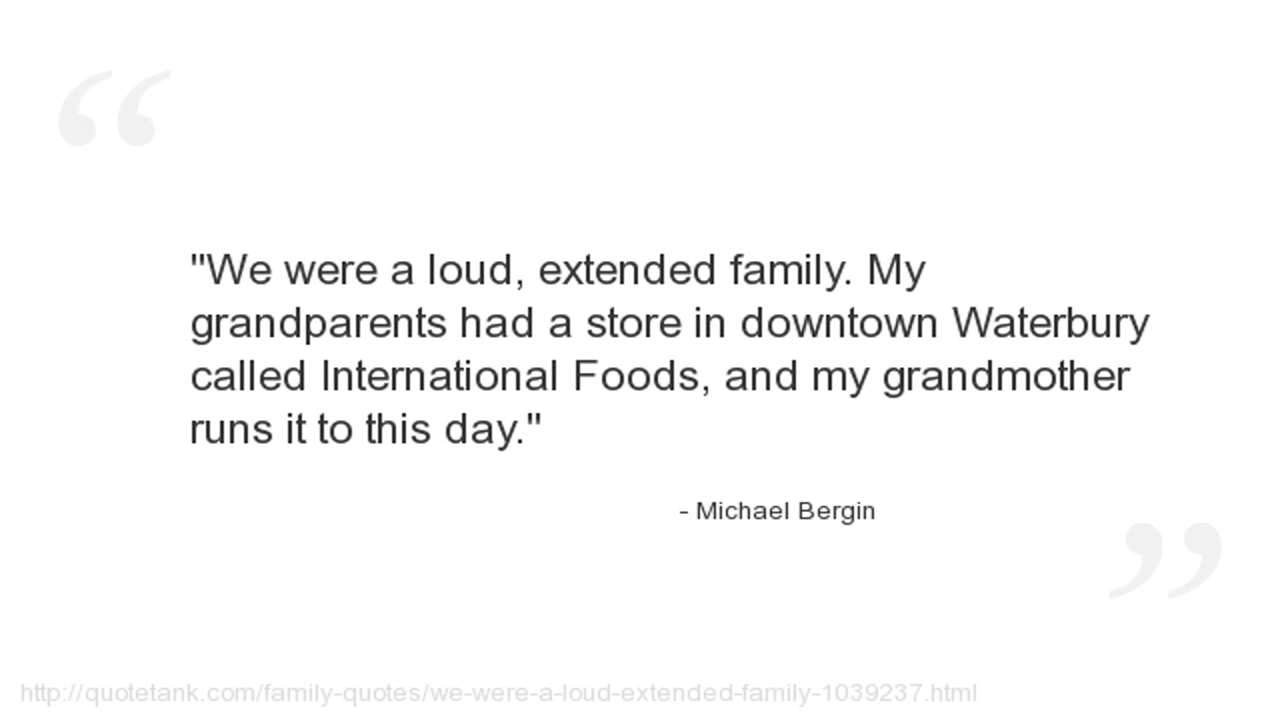 "We were a loud, extended family. My
grandparents had a store in downtown Waterbury
called International Foods, and my grandmother
runs it to this day."
- Michael Bergin
http://quotetank.com/family-quotes/we-were-a-loud-extended-family-1039237.html